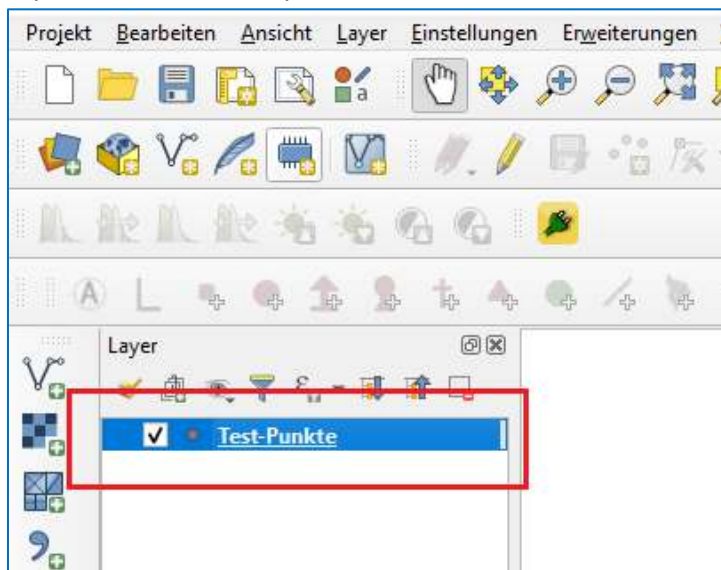 Projekt Bearbeiten Ansicht Layer Einstellungen Erweiterungen
Layer
Test-Punkte